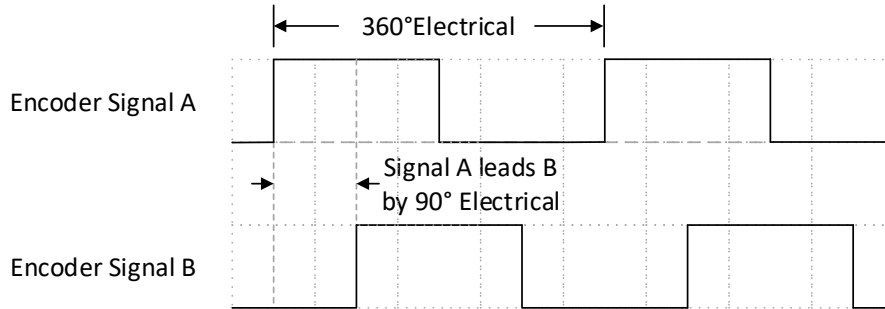 360°Electrical
Encoder Signal A
Signal A leads B
by 90° Electrical
Encoder Signal B